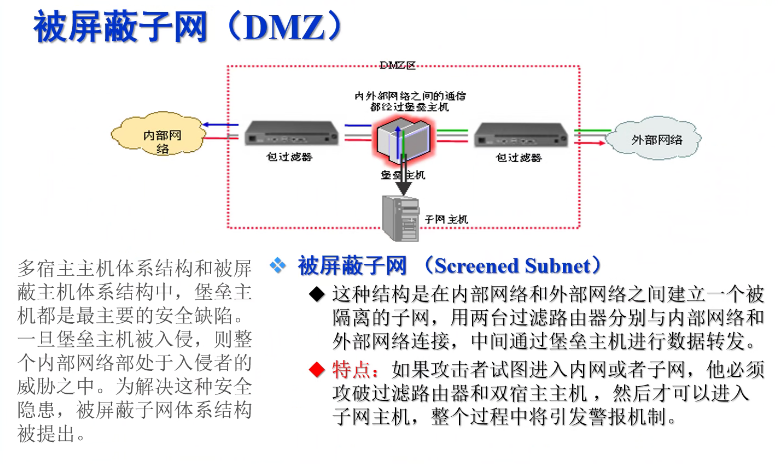 被屏蔽子网（DMZ）
DMZ区
内外部网络之间的通信
都经过堡垒主机
内部网
络
包过滤器
堡垒主机
包过滤器
外部网络
子网主机
多宿主主机体系结构和被屏
蔽主机体系结构中，堡垒主
机都是最主要的安全缺陷。
一旦堡垒主机被入侵，则整
个内部网络部处于入侵者的
威胁之中。为解决这种安全
隐患，被屏蔽子网体系结构
被提出。
被屏蔽子网 （Screened Subnet）
这种结构是在内部网络和外部网络之间建立一个被
隔离的子网，用两台过滤路由器分别与内部网络和
外部网络连接，中间通过堡垒主机进行数据转发。
特点：如果攻击者试图进入内网或者子网，他必须
攻破过滤路由器和双宿主主机 ，然后才可以进入
子网主机，整个过程中将引发警报机制。